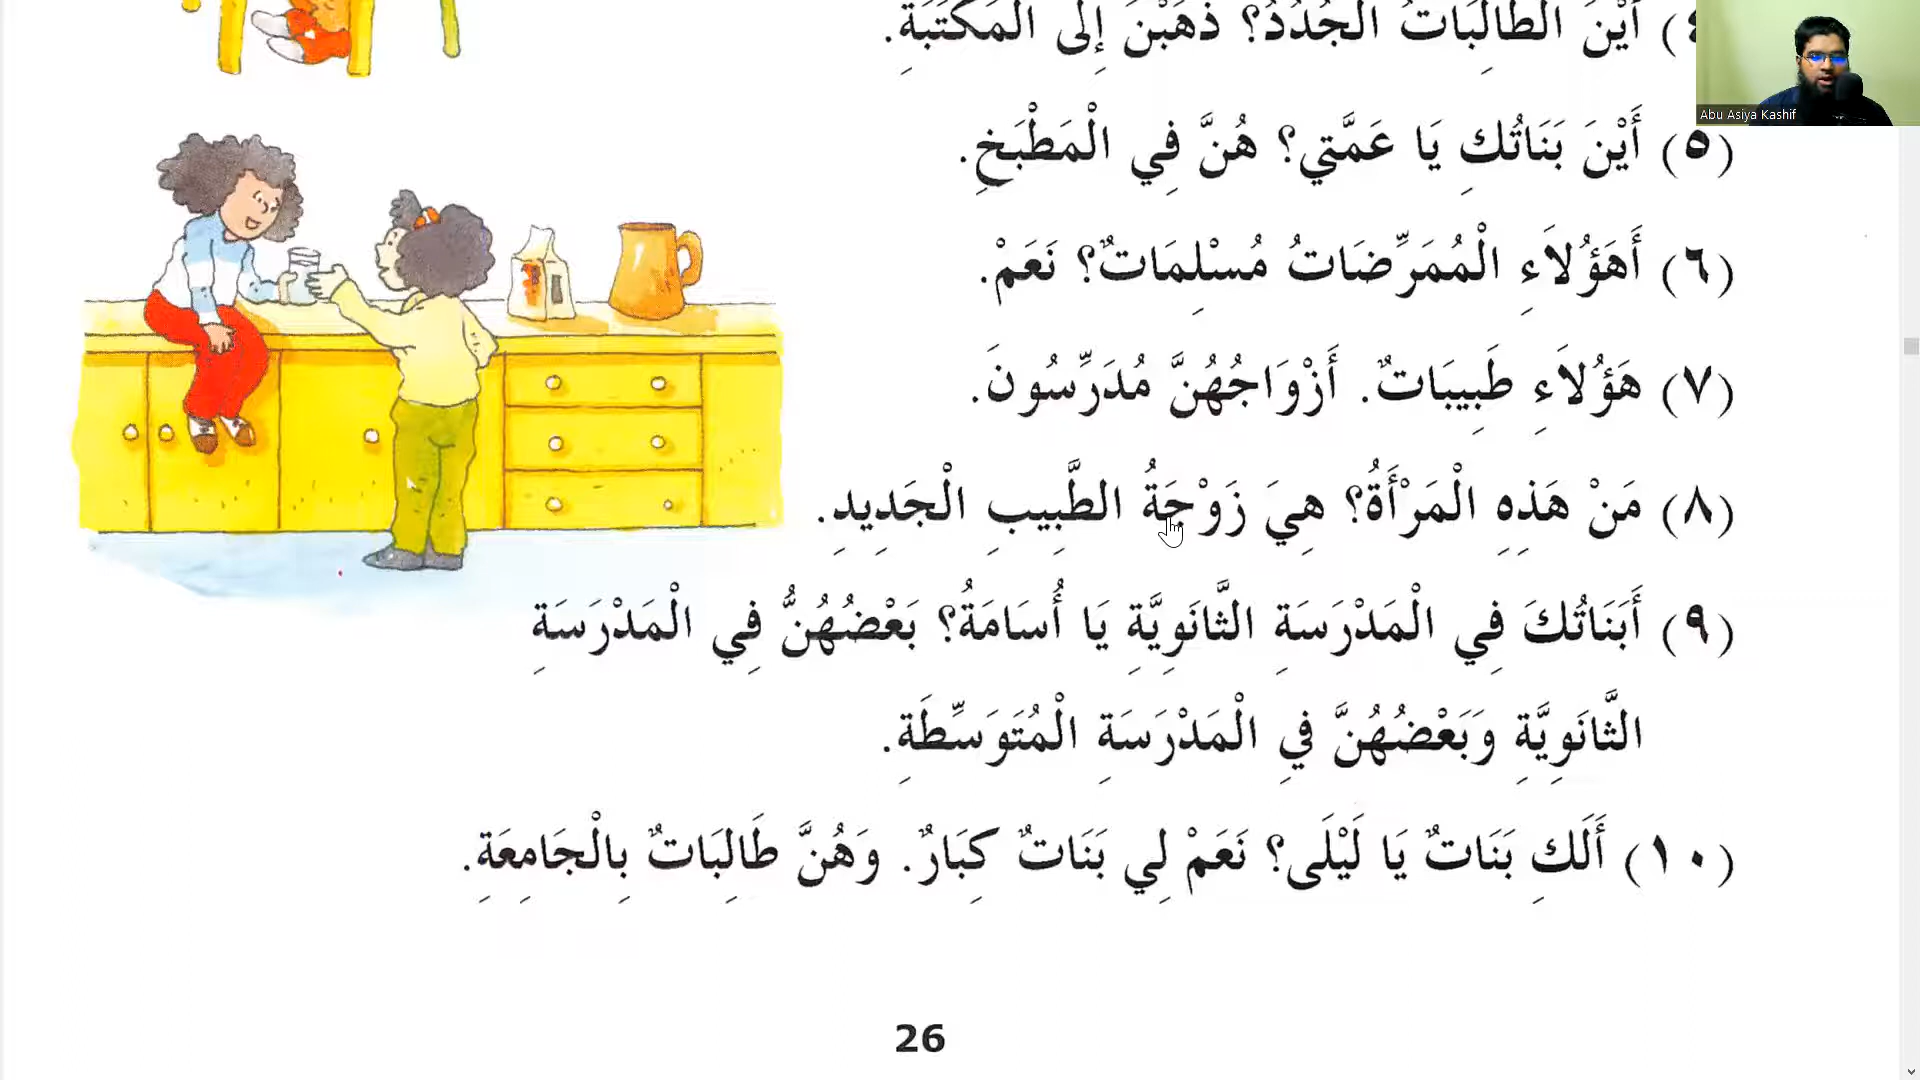 (٤) أَيْنَ الطَّالِبَاتُ الْجُدُدُ؟ ذَهَبْنَ إِلَى الْمَكْتَبَةِ.
Abu Asiya Kashif
(٥) أَيْنَ بَنَاتُكِ يَا عَمَّتِي؟ هُنَّ فِي الْمَطْبَخِ.
(٦) أَهَؤُلَاءِ الْمُمَرِّضَاتُ مُسْلِمَاتٌ؟ نَعَمْ.
(٧) هَؤُلَاءِ طَبِيبَاتٌ. أَزْوَاجُهُنَّ مُدَرِّسُونَ.
(٨) مَنْ هَذِهِ الْمَرْأَةُ؟ هِيَ زَوْجَةُ الطَّبِيبِ الْجَدِيدِ.
(٩) أَبَنَاتُكَ فِي الْمَدْرَسَةِ الثَّانَوِيَّةِ يَا أُسَامَةُ؟ بَعْضُهُنَّ فِي الْمَدْرَسَةِ
الثَّانَوِيَّةِ وَبَعْضُهُنَّ فِي الْمَدْرَسَةِ الْمُتَوَسِّطَةِ.
(١٠) أَلَكِ بَنَاتٌ يَا لَيْلَى؟ نَعَمْ لِي بَنَاتٌ كِبَارٌ. وَهُنَّ طَالِبَاتٌ بِالْجَامِعَةِ.
26